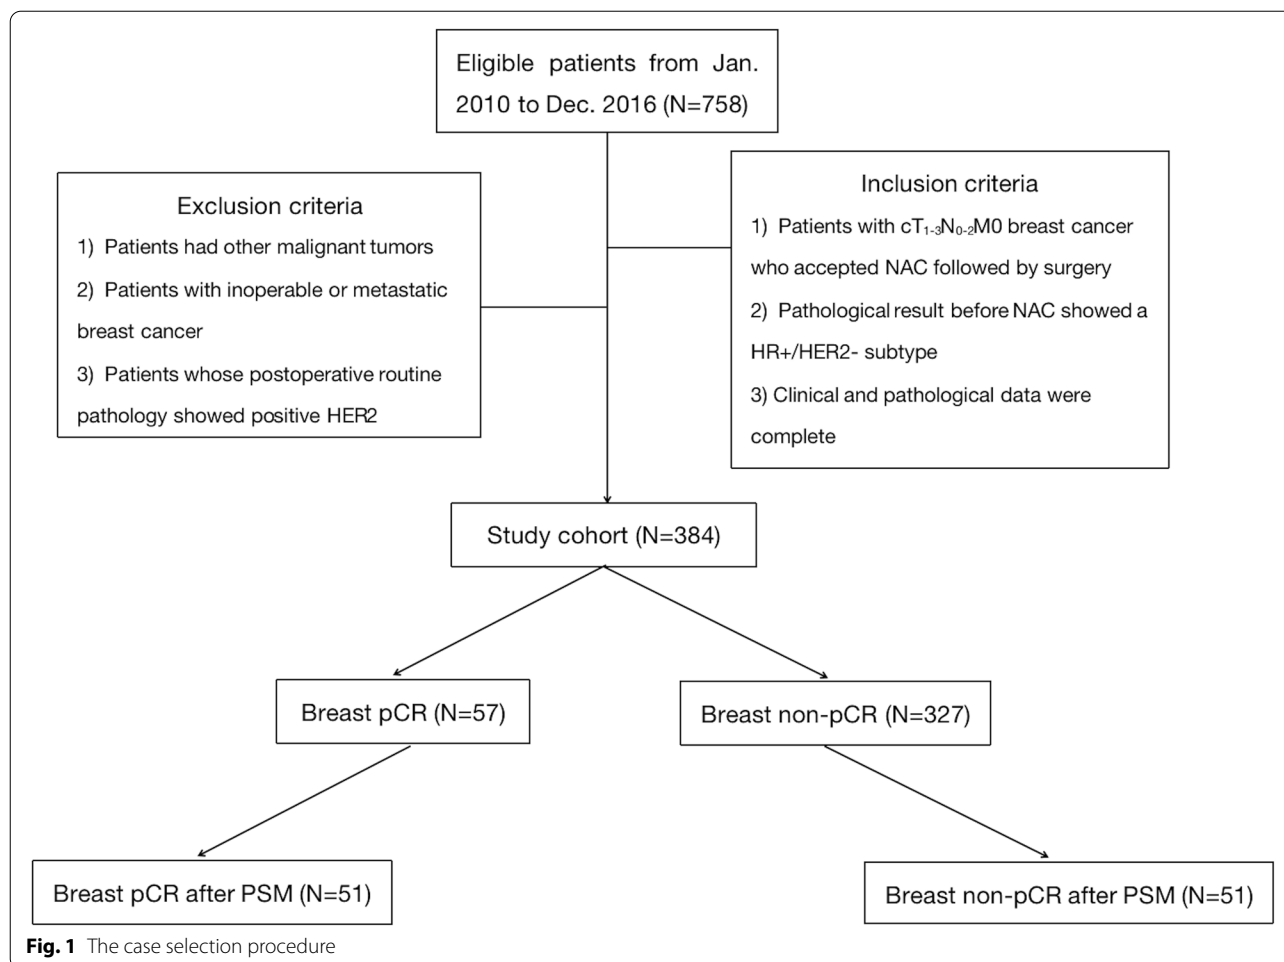 Eligible patients from Jan.
2010 to Dec. 2016 (N=758)
Exclusion criteria
1) Patients had other malignant tumors
2) Patients with inoperable or metastatic
breast cancer
3) Patients whose postoperative routine
pathology showed positive HER2
Inclusion criteria
1) Patients with cT₁₋₃N₀₋₂M0 breast cancer
who accepted NAC followed by surgery
2) Pathological result before NAC showed a
HR+/HER2- subtype
3) Clinical and pathological data were
complete
Study cohort (N=384)
Breast pCR (N=57)
Breast non-pCR (N=327)
Breast pCR after PSM (N=51)
Breast non-pCR after PSM (N=51)
Fig. 1 The case selection procedure